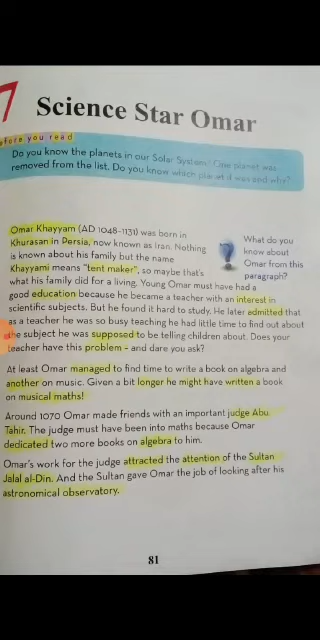 7
Science Star Omar
efore you read
Do you know the planets in our Solar System? One planet was
removed from the list. Do you know which planet it was and why?
Omar Khayyam (AD 1048-1131) was born in
Khurasan in Persia, now known as Iran. Nothing
is known about his family but the name
Khayyami means "tent maker", so maybe that's
what his family did for a living. Young Omar must have had a
good education because he became a teacher with an interest in
scientific subjects. But he found it hard to study. He later admitted that
as a teacher he was so busy teaching he had little time to find out about
the subject he was supposed to be telling children about. Does your
teacher have this problem – and dare you ask?
What do you
know about
Omar from this
paragraph?
At least Omar managed to find time to write a book on algebra and
another on music. Given a bit longer he might have written a book
on musical maths!
Around 1070 Omar made friends with an important judge Abu
Tahir. The judge must have been into maths because Omar
dedicated two more books on algebra to him.
Omar's work for the judge attracted the attention of the Sultan
Jalal al-Din. And the Sultan gave Omar the job of looking after his
astronomical observatory.
81